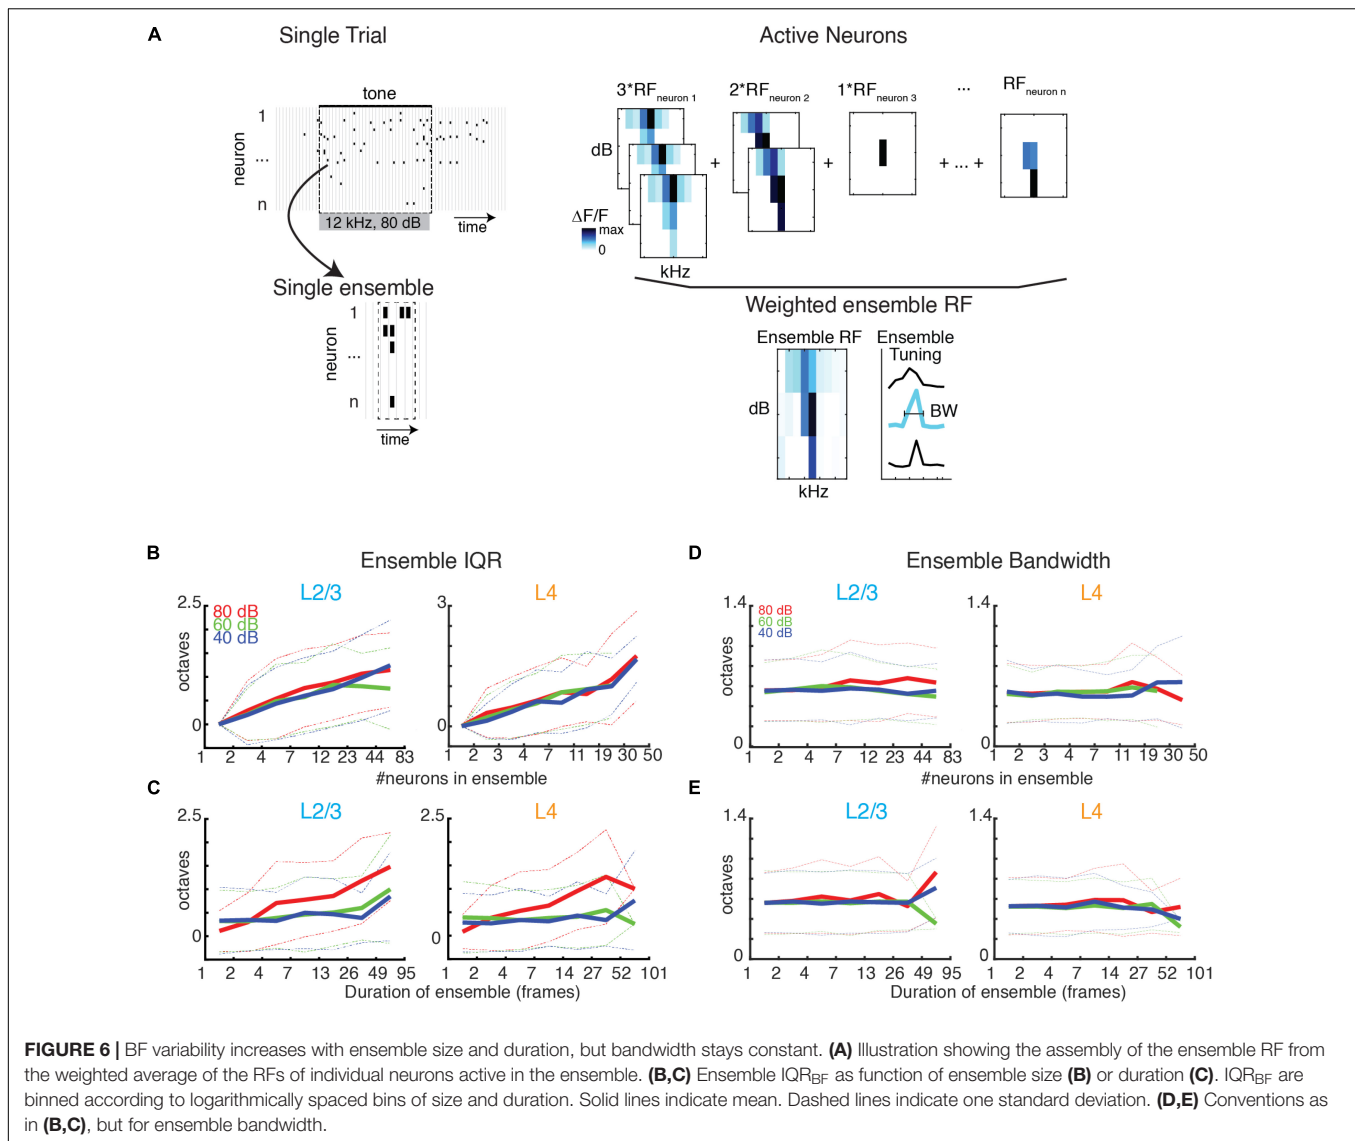 A
Single Trial
Active Neurons
tone
neuron
1
...
n
12 kHz, 80 dB
time
Single ensemble
neuron
1
...
n
time
3*RF neuron 1
2*RF neuron 2
1*RF neuron 3
...
RF neuron n
dB
+
+
+ ... +
ΔF/F
max
0
kHz
Weighted ensemble RF
Ensemble RF
dB
kHz
Ensemble
Tuning
BW
B
Ensemble IQR
L2/3
2.5
80 dB
60 dB
40 dB
octaves
0
1 2 4 7 12 23 44 83
L4
3
0
1 2 3 4 7 11 19 30 50
#neurons in ensemble
D
Ensemble Bandwidth
L2/3
1.4
80 dB
60 dB
40 dB
octaves
0
1 2 4 7 12 23 44 83
L4
1.4
0
1 2 3 4 7 11 19 30 50
#neurons in ensemble
C
L2/3
2.5
octaves
0
1 2 4 7 13 26 49 95
L4
2.5
0
1 2 4 7 14 27 52 101
Duration of ensemble (frames)
E
L2/3
1.4
octaves
0
1 2 4 7 13 26 49 95
L4
1.4
0
1 2 4 7 14 27 52 101
Duration of ensemble (frames)
FIGURE 6 | BF variability increases with ensemble size and duration, but bandwidth stays constant. (A) Illustration showing the assembly of the ensemble RF from
the weighted average of the RFs of individual neurons active in the ensemble. (B,C) Ensemble IQRBF as function of ensemble size (B) or duration (C). IQRBF are
binned according to logarithmically spaced bins of size and duration. Solid lines indicate mean. Dashed lines indicate one standard deviation. (D,E) Conventions as
in (B,C), but for ensemble bandwidth.